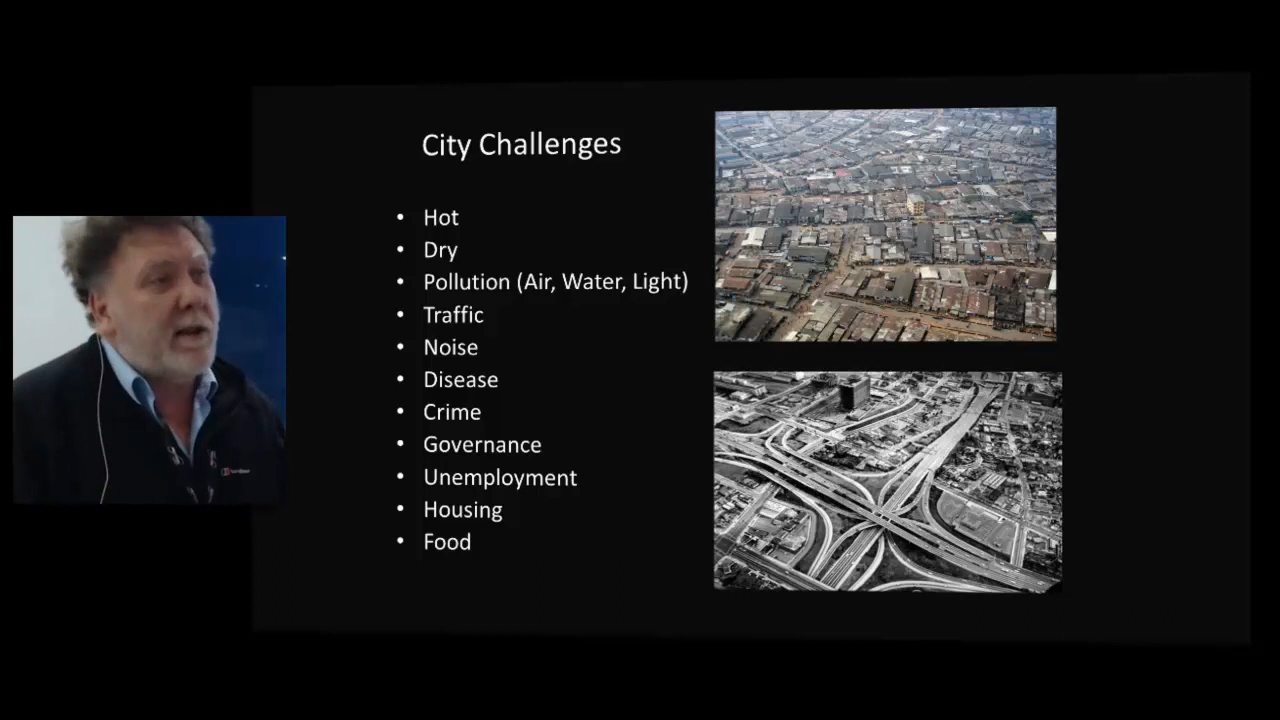 City Challenges
• Hot
• Dry
• Pollution (Air, Water, Light)
• Traffic
• Noise
• Disease
• Crime
• Governance
• Unemployment
• Housing
• Food